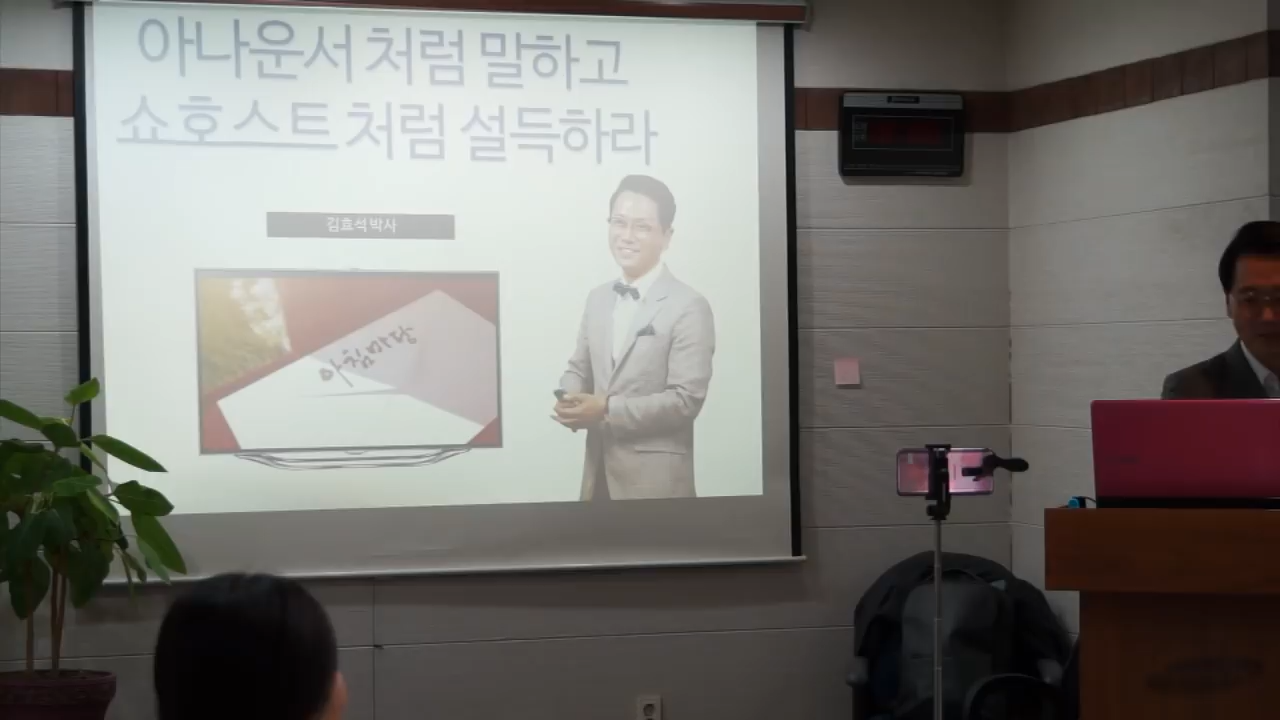 아나운서 처럼 말하고
쇼호스트 처럼 설득하라
김효석 박사
아침마당